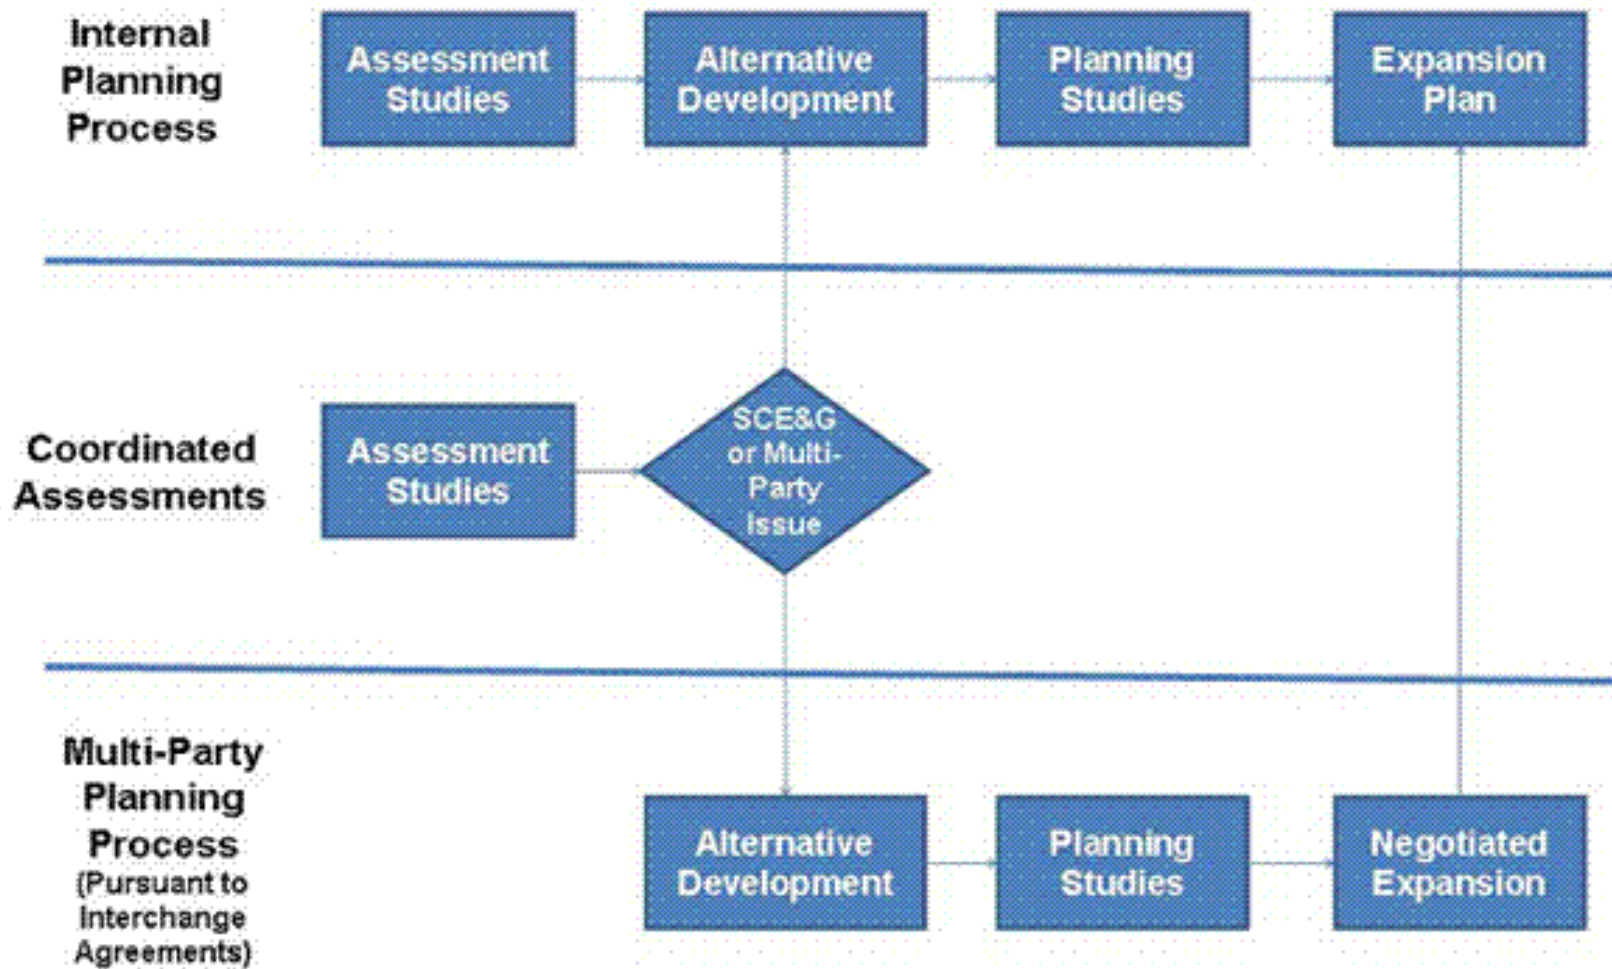 Internal
Planning
Process
Assessment
Studies
Alternative
Development
Planning
Studies
Expansion
Plan
Coordinated
Assessments
Assessment
Studies
SCE&G
or Multi-
Party
Issue
Multi-Party
Planning
Process
(Pursuant to
Interchange
Agreements)
Alternative
Development
Planning
Studies
Negotiated
Expansion